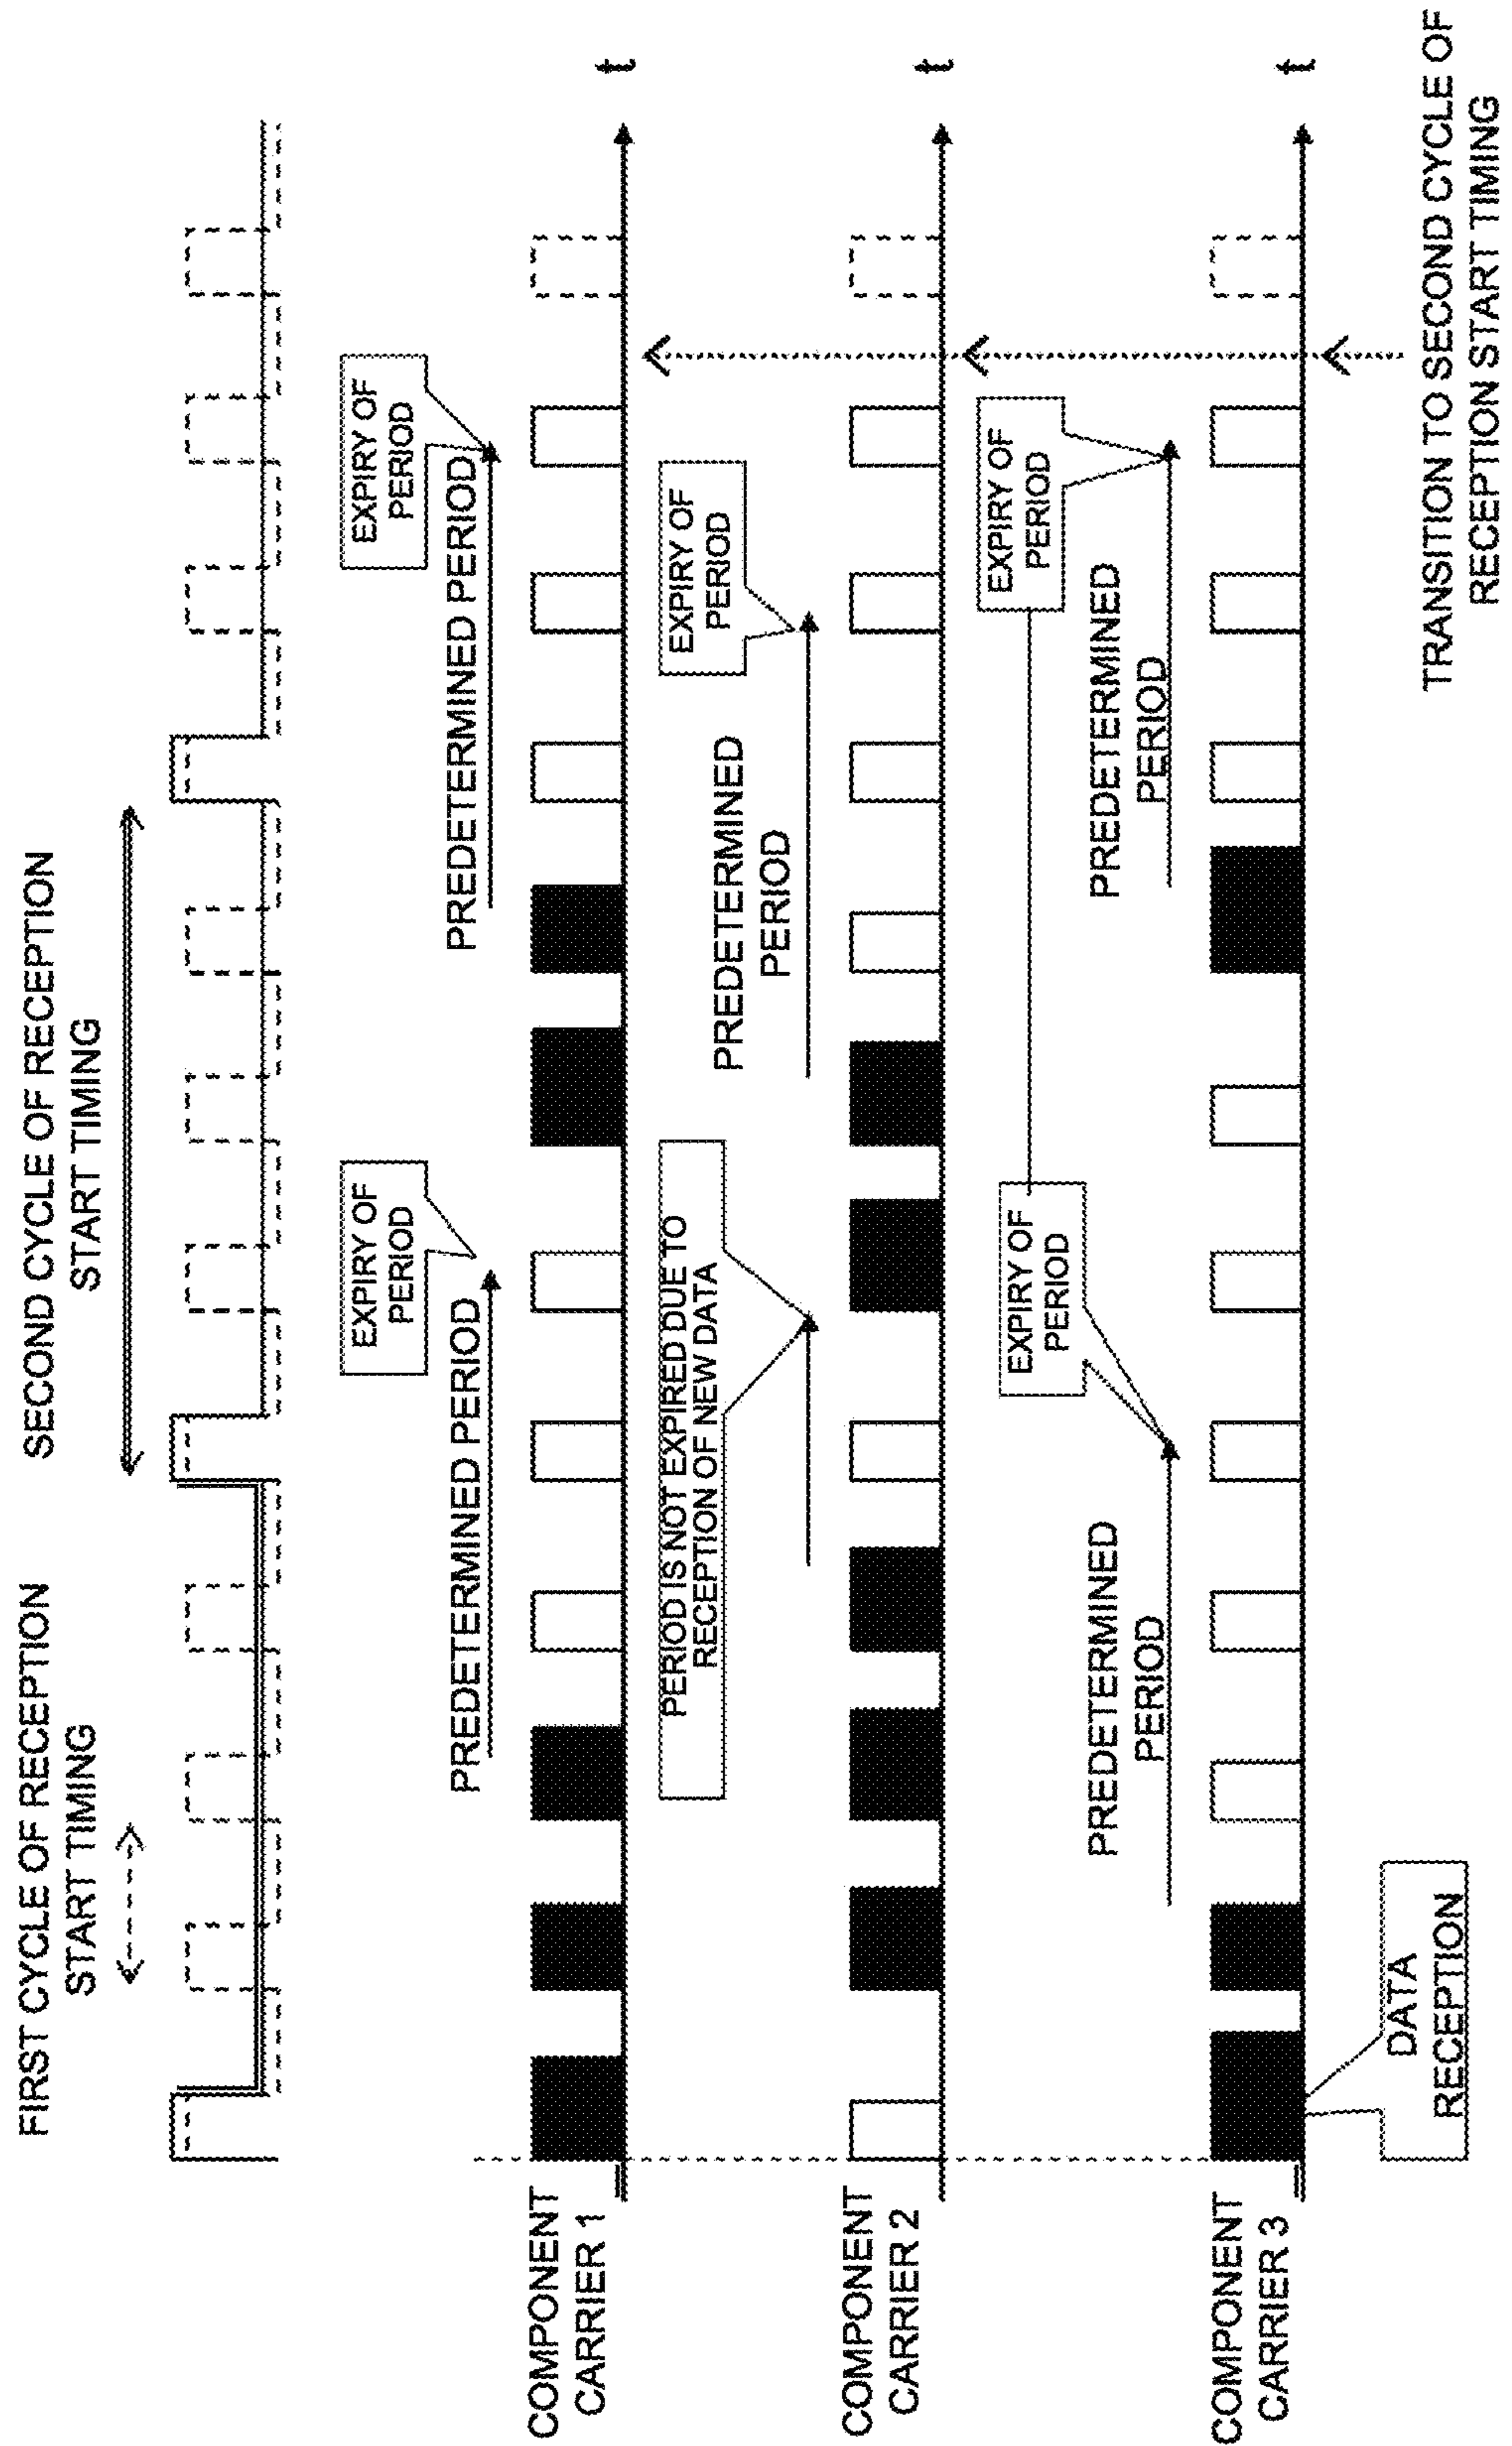 FIRST CYCLE OF RECEPTION
START TIMING
SECOND CYCLE OF RECEPTION
START TIMING
COMPONENT
CARRIER 1
PREDETERMINED PERIOD
EXPIRY OF
PERIOD
PREDETERMINED PERIOD
EXPIRY OF
PERIOD
t
COMPONENT
CARRIER 2
PERIOD IS NOT EXPIRED DUE TO
RECEPTION OF NEW DATA
PREDETERMINED
PERIOD
EXPIRY OF
PERIOD
t
COMPONENT
CARRIER 3
PREDETERMINED
PERIOD
EXPIRY OF
PERIOD
PREDETERMINED
PERIOD
EXPIRY OF
PERIOD
t
DATA
RECEPTION
TRANSITION TO SECOND CYCLE OF
RECEPTION START TIMING